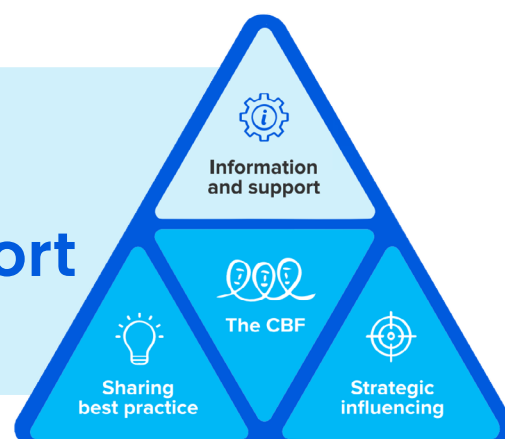 Information
and support
ort
The CBF
Sharing
best practice
Strategic
influencing